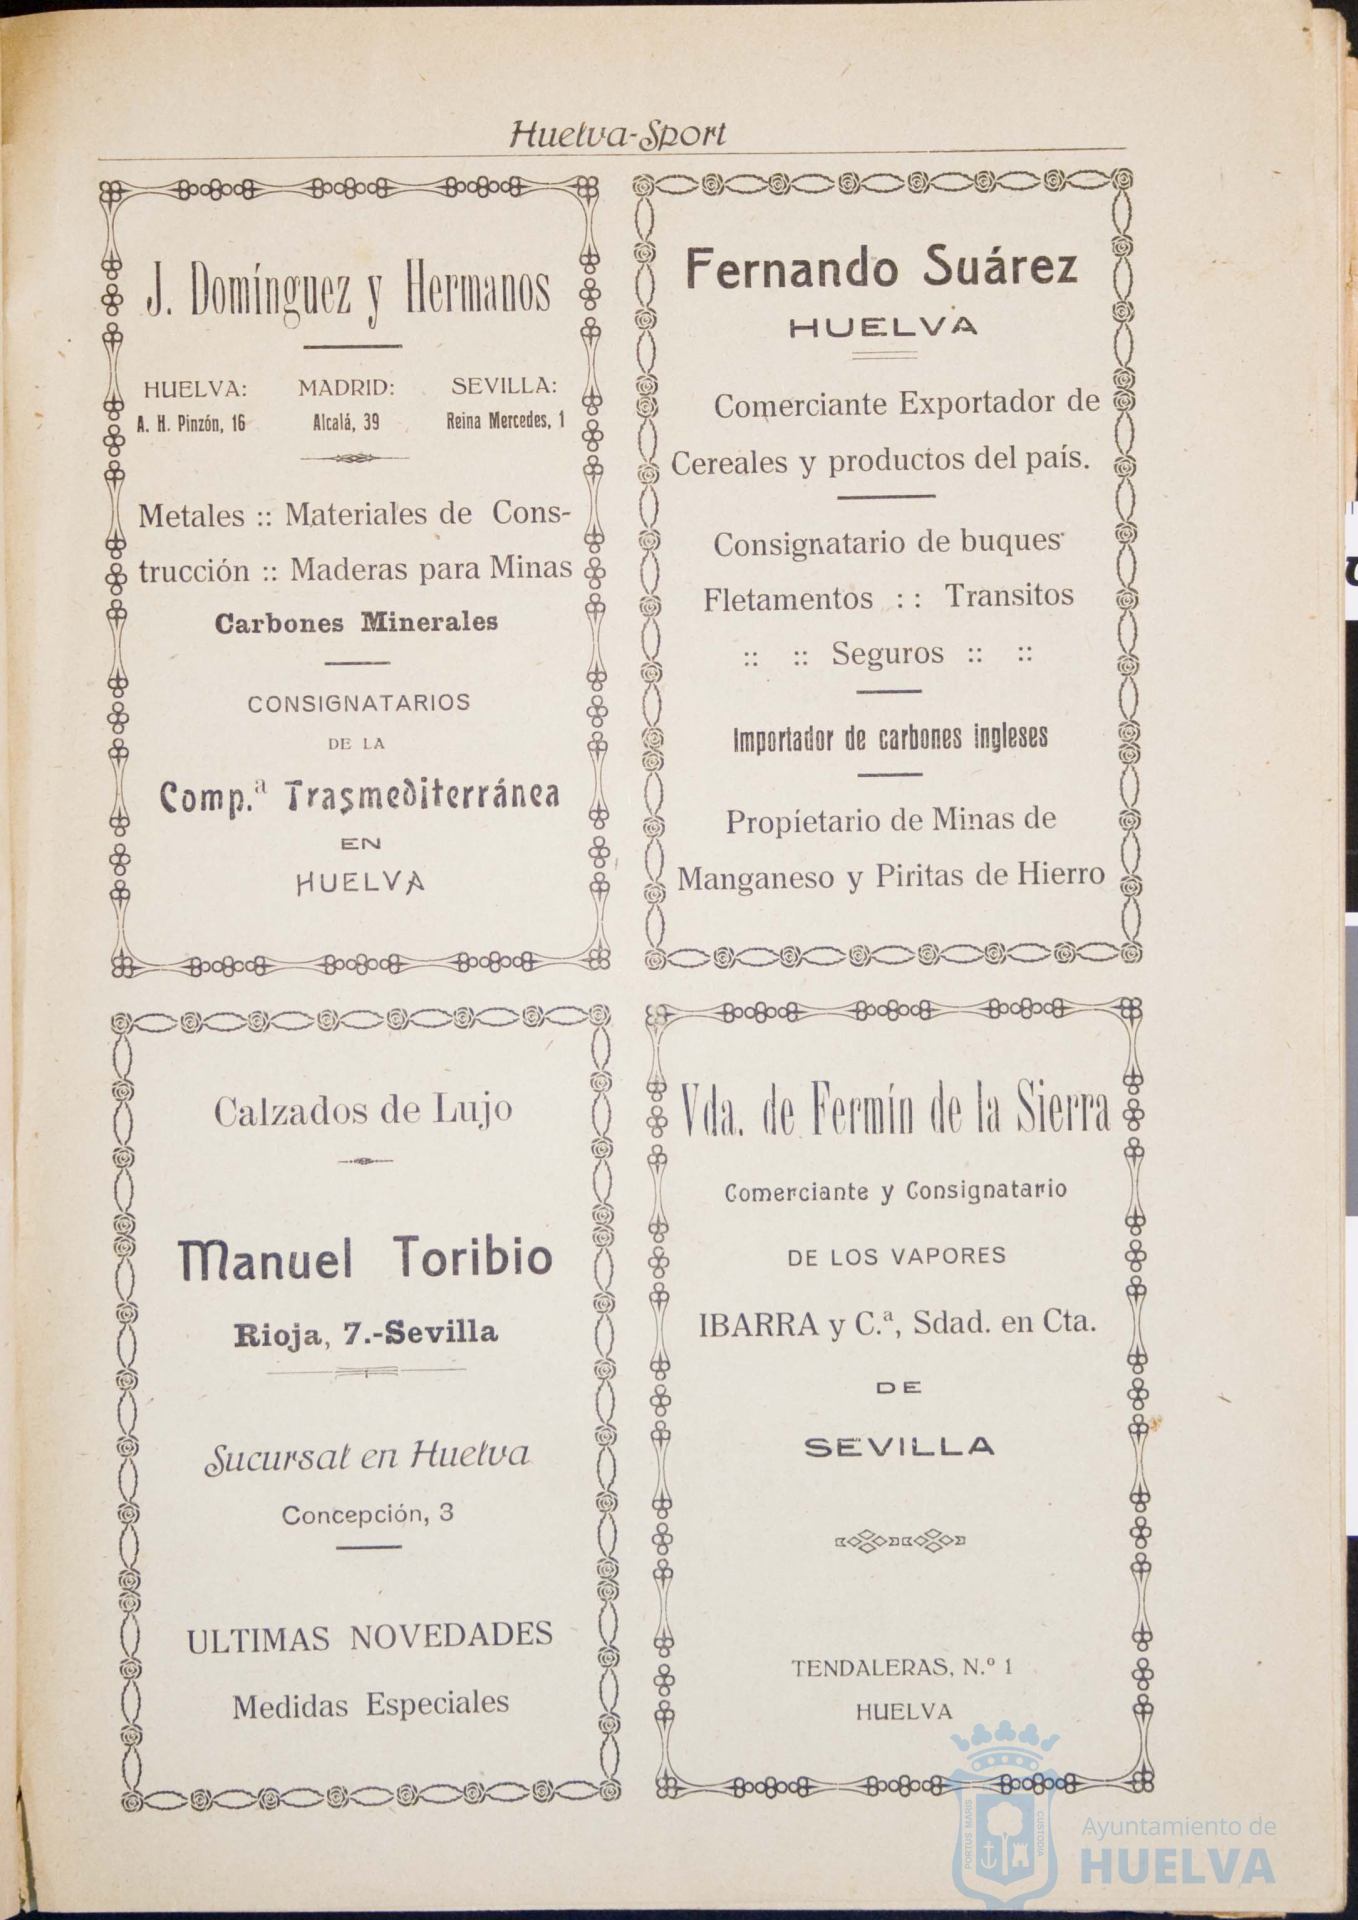 Huelva-Sport
J. Domínguez y Hermanos
HUELVA: MADRID: SEVILLA:
A. H. Pinzón, 16 Alcalá, 39 Reina Mercedes, 1
Metales :: Materiales de Cons-
trucción :: Maderas para Minas
Carbones Minerales
CONSIGNATARIOS
DE LA
Comp.ª Trasmediterránea
EN
HUELVA
Fernando Suárez
HUELVA
Comerciante Exportador de
Cereales y productos del país.
Consignatario de buques
Fletamentos :: Transitos
:: :: Seguros :: ::
Importador de carbones ingleses
Propietario de Minas de
Manganeso y Piritas de Hierro
Calzados de Lujo
Manuel Toribio
Rioja, 7.-Sevilla
Sucursal en Huelva
Concepción, 3
ULTIMAS NOVEDADES
Medidas Especiales
Vda. de Fermín de la Sierra
Comerciante y Consignatario
DE LOS VAPORES
IBARRA y C.ª, Sdad. en Cta.
DE
SEVILLA
TENDALERAS, N.º 1
HUELVA
PORTUS MARIS
CUSTODIA
Ayuntamiento de
HUELVA